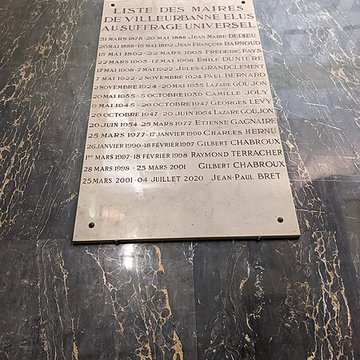 LISTE DES MAIRES
DE VILLEURBANNE ELUS
AU SUFFRAGE UNIVERSEL
31 MARS 1878 - 20 MAI 1888 JEAN MARIE DEDIEU
20 MAI 1888 - 15 MAI 1892 JEAN FRANÇOIS BARNOUD
15 MAI 1892 - 22 MARS 1903 FRÉDÉRIC FAYS
22 MARS 1903 - 17 MAI 1908 EMILE DUNIÈRE
17 MAI 1908 - 7 MAI 1922 JULES GRANDCLEMENT
7 MAI 1922 - 2 NOVEMBRE 1924 PAUL BERNARD
NOVEMBRE 1924 - 20 MAI 1935 LAZARE GOUJON
20 MAI 1935 - 5 OCTOBRE 1939 CAMILLE JOLY
6 MAI 1945 - 26 OCTOBRE 1947 GEORGES LEVY
26 OCTOBRE 1947 - 20 JUIN 1954 LAZARE GOUJON
20 JUIN 1954 - 25 MARS 1977 ETIENNE GAGNAIRE
25 MARS 1977 - 17 JANVIER 1990 CHARLES HERNU
26 JANVIER 1990 - 18 FÉVRIER 1997 GILBERT CHABROUX
1ER MARS 1997 - 18 FÉVRIER 1998 RAYMOND TERRACHER
28 MARS 1998 - 25 MARS 2001 GILBERT CHABROUX
25 MARS 2001 - 04 JUILLET 2020 JEAN-PAUL BRET